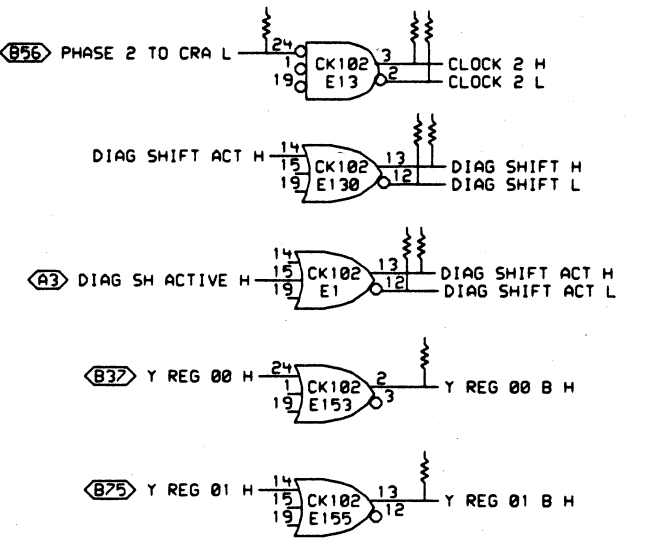 24
B56 PHASE 2 TO CRA L 1 CK102 3 CLOCK 2 H
19 E13 2 CLOCK 2 L
14
DIAG SHIFT ACT H 15 CK102 13 DIAG SHIFT H
19 E130 12 DIAG SHIFT L
14
A3 DIAG SH ACTIVE H 15 CK102 13 DIAG SHIFT ACT H
19 E1 12 DIAG SHIFT ACT L
24
B37 Y REG 00 H 1 CK102 2 Y REG 00 B H
19 E153 3
14
B75 Y REG 01 H 15 CK102 13 Y REG 01 B H
19 E155 12